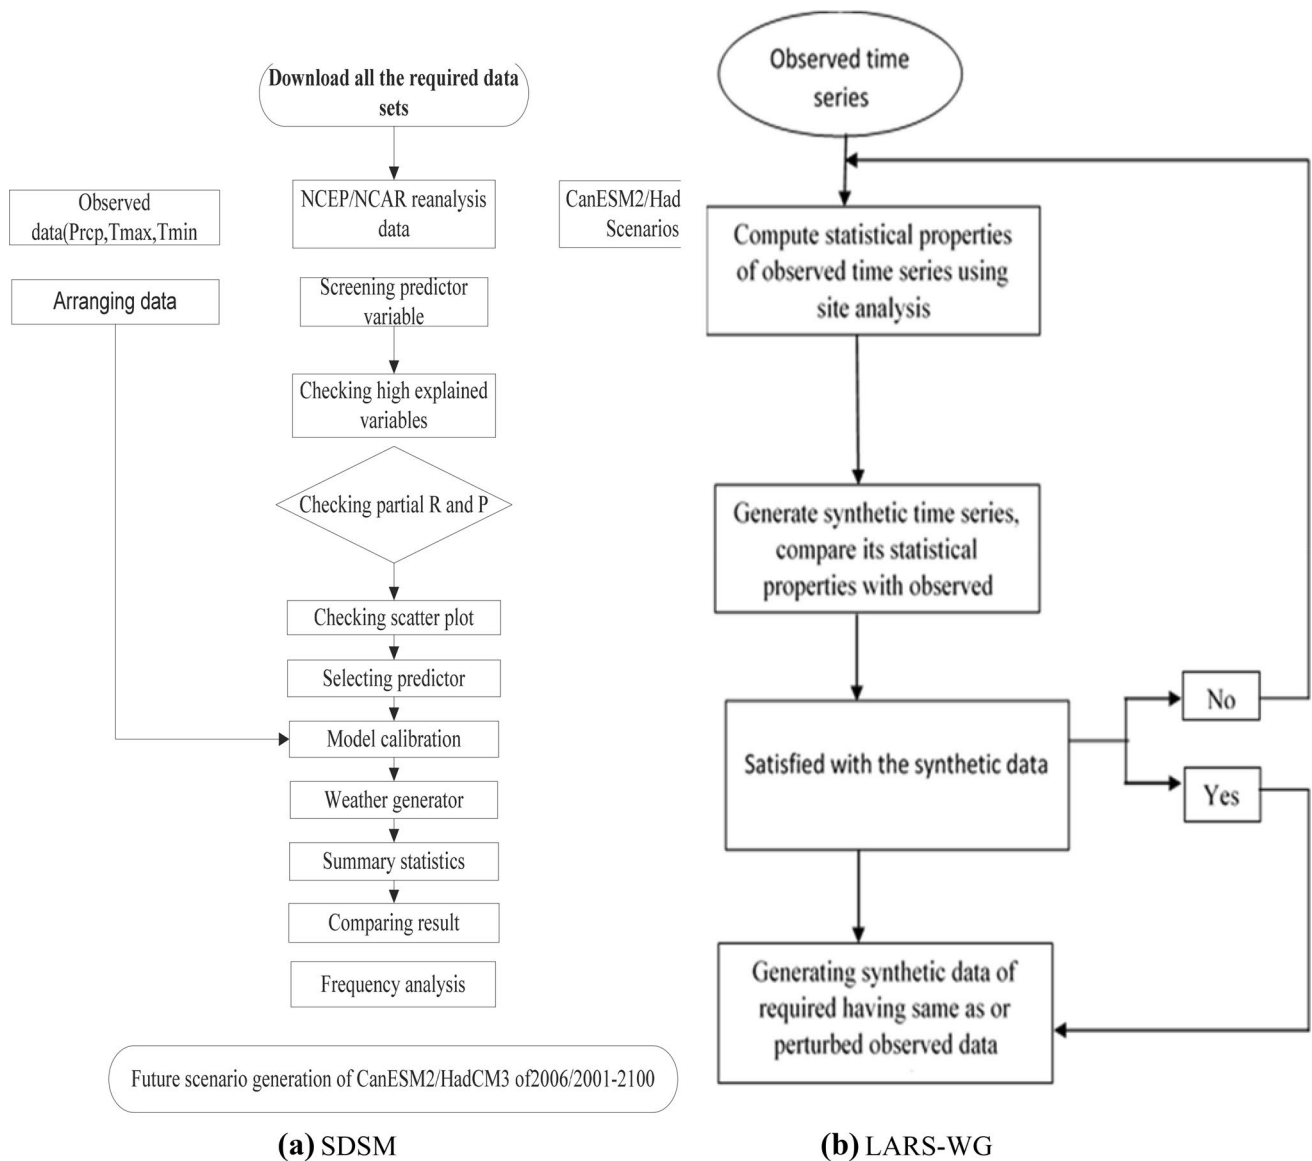 Download all the required data
sets
Observed
data(Prcp,Tmax,Tmin
NCEP/NCAR reanalysis
data
CanESM2/Had
Scenarios
Arranging data
Screening predictor
variable
Checking high explained
variables
Checking partial R and P
Checking scatter plot
Selecting predictor
Model calibration
Weather generator
Summary statistics
Comparing result
Frequency analysis
Future scenario generation of CanESM2/HadCM3 of2006/2001-2100
(a) SDSM
Observed time
series
Compute statistical properties
of observed time series using
site analysis
Generate synthetic time series,
compare its statistical
properties with observed
Satisfied with the synthetic data
No
Yes
Generating synthetic data of
required having same as or
perturbed observed data
(b) LARS-WG